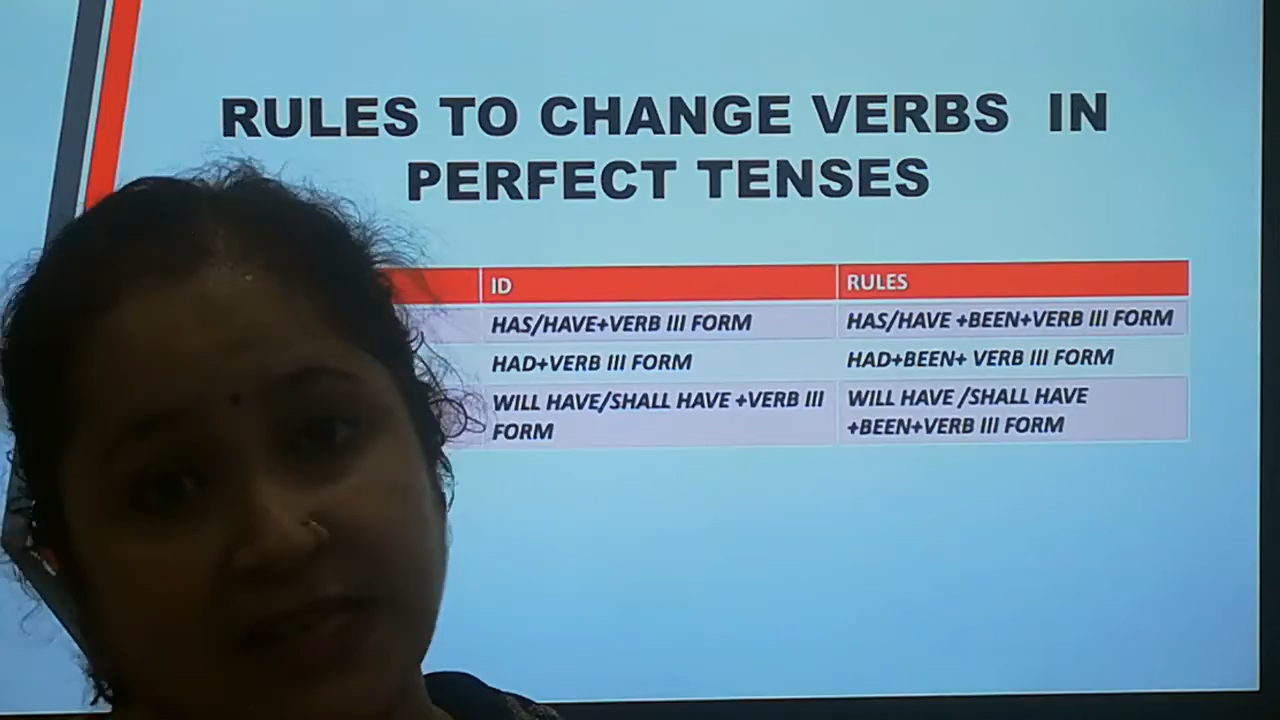 RULES TO CHANGE VERBS IN
PERFECT TENSES
ID
RULES
HAS/HAVE+VERB III FORM
HAS/HAVE +BEEN+VERB III FORM
HAD+VERB III FORM
HAD+BEEN+ VERB III FORM
WILL HAVE/SHALL HAVE +VERB III
FORM
WILL HAVE /SHALL HAVE
+BEEN+VERB III FORM